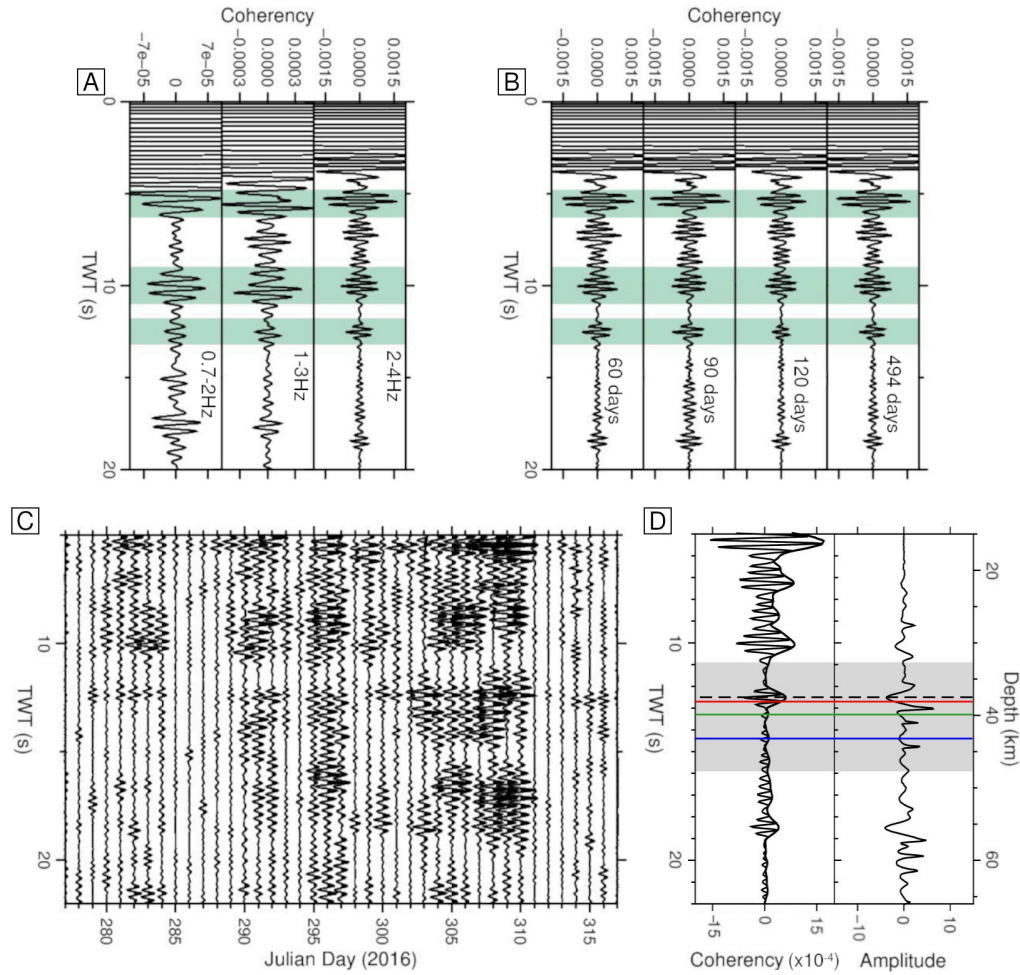 Coherency
Coherency
−7e−05
0
7e−05
−0.0003
0.0000
0.0003
−0.0015
0.0000
0.0015
−0.0015
0.0000
0.0015
−0.0015
0.0000
0.0015
−0.0015
0.0000
0.0015
−0.0015
0.0000
0.0015
A
B
0
10
20
TWT (s)
0.7-2Hz
1-3Hz
2-4Hz
0
10
20
TWT (s)
60 days
90 days
120 days
494 days
C
D
10
20
TWT (s)
280
285
290
295
300
305
310
315
Julian Day (2016)
10
20
TWT (s)
20
40
60
Depth (km)
−15
0
15
−10
0
10
Coherency (x10⁻⁴)
Amplitude